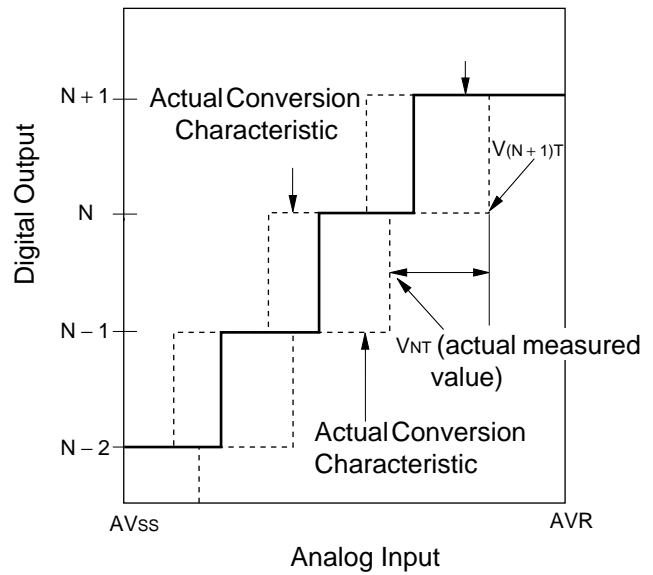 N + 1
Actual Conversion
Characteristic
V(N + 1)T
Digital Output
N
N – 1
VNT (actual measured
value)
Actual Conversion
Characteristic
N – 2
AVSS
AVR
Analog Input